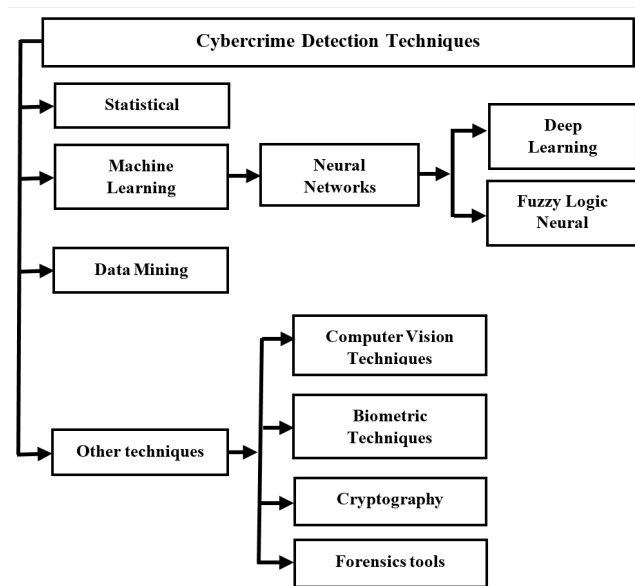 Cybercrime Detection Techniques
Statistical
Machine
Learning
Neural
Networks
Deep
Learning
Fuzzy Logic
Neural
Data Mining
Other techniques
Computer Vision
Techniques
Biometric
Techniques
Cryptography
Forensics tools